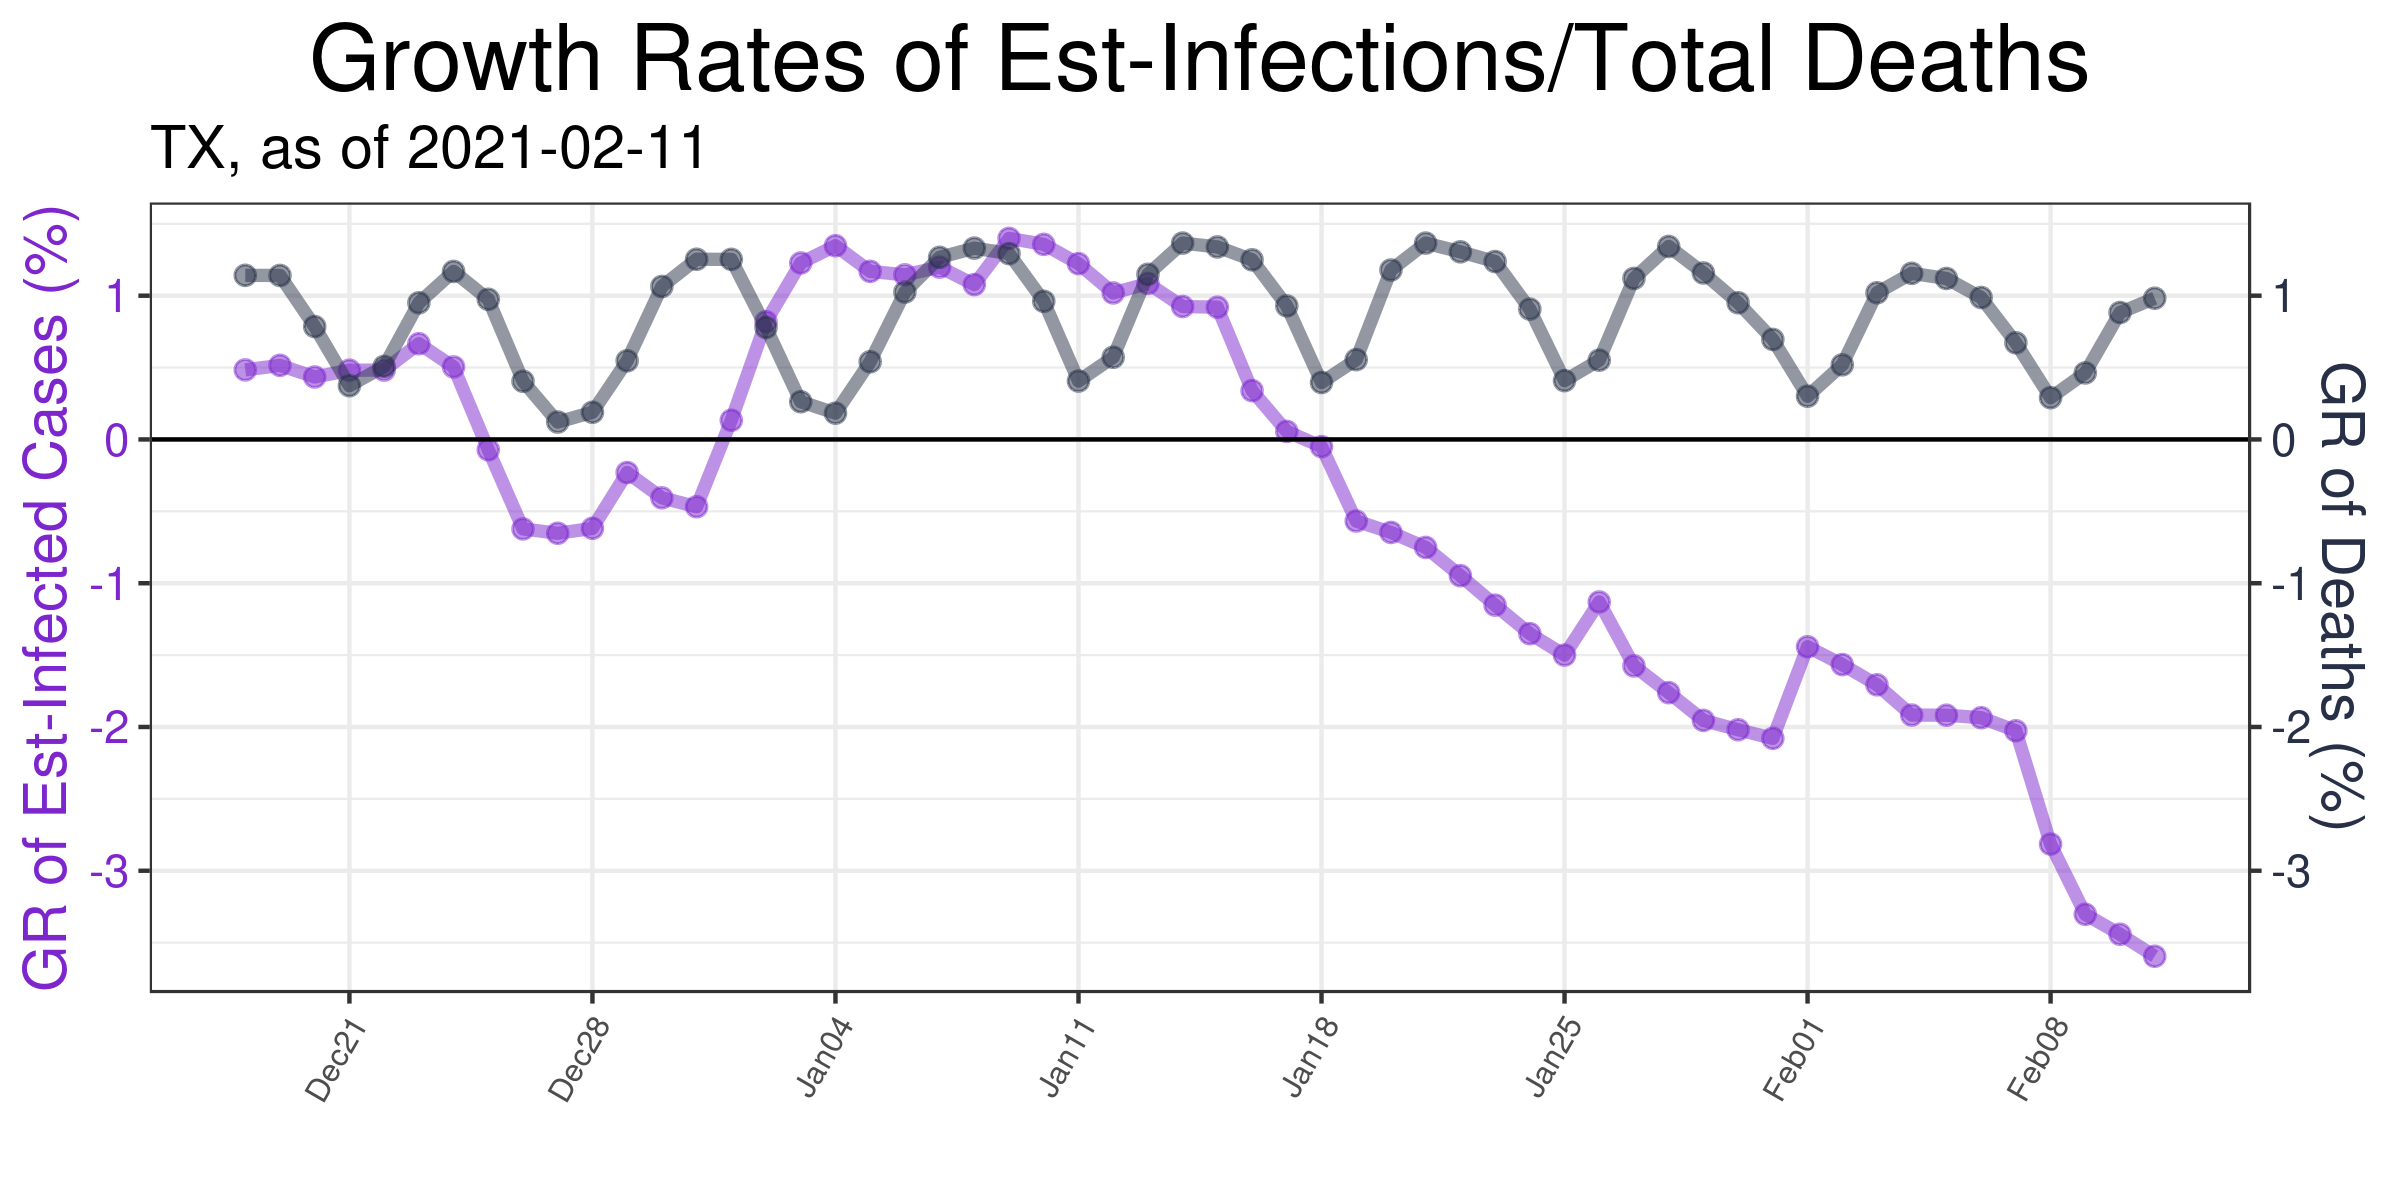 Growth Rates of Est-Infections/Total Deaths
TX, as of 2021-02-11
GR of Est-Infected Cases (%)
1
0
-1
-2
-3
1
0
-1
-2
-3
GR of Deaths (%)
Dec21
Dec28
Jan04
Jan11
Jan18
Jan25
Feb01
Feb08